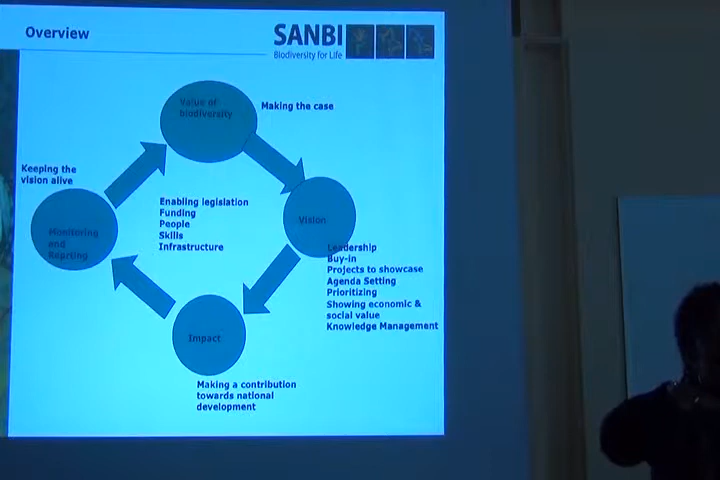 Overview
SANBI
Biodiversity for Life
Value of
biodiversity
Making the case
Keeping the
vision alive
Enabling legislation
Funding
People
Skills
Infrastructure
Vision
Monitoring
and
Reprting
Leadership
Buy-in
Projects to showcase
Agenda Setting
Prioritizing
Showing economic &
social value
Knowledge Management
Impact
Making a contribution
towards national
development